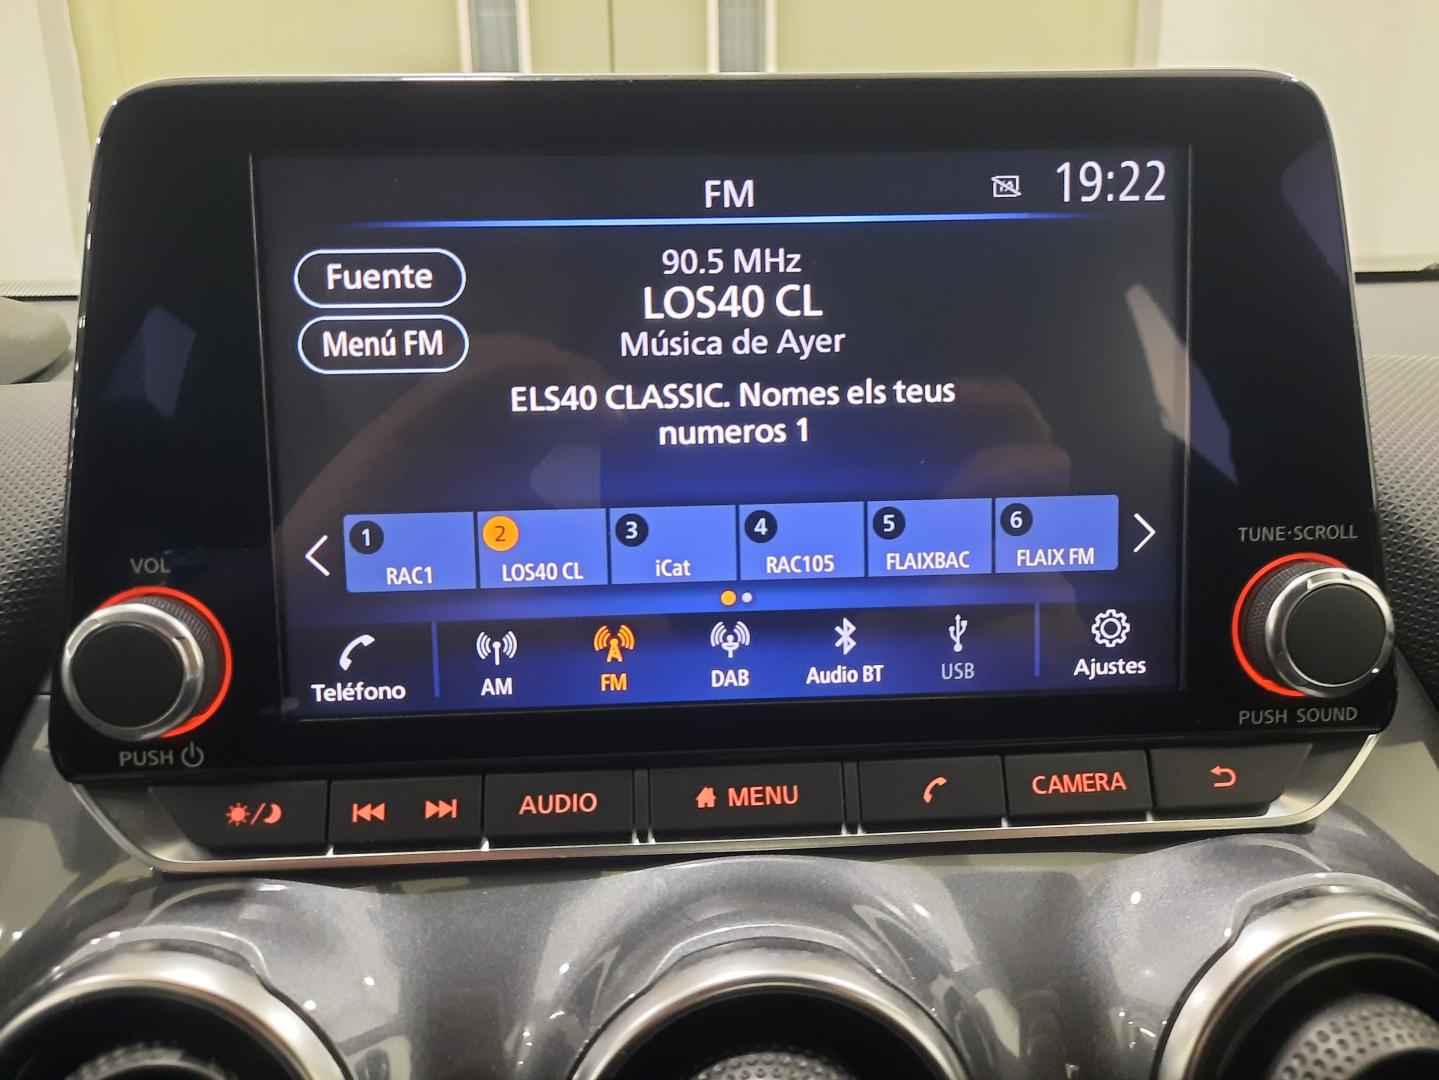 FM
19:22
Fuente
90.5 MHz
LOS40 CL
Menú FM
Música de Ayer
ELS40 CLASSIC. Nomes els teus
numeros 1
1
RAC1
2
LOS40 CL
3
iCat
4
RAC105
5
FLAIXBAC
6
FLAIX FM
VOL
TUNE·SCROLL
Teléfono
AM
FM
DAB
Audio BT
USB
Ajustes
PUSH
PUSH SOUND
AUDIO
MENU
CAMERA